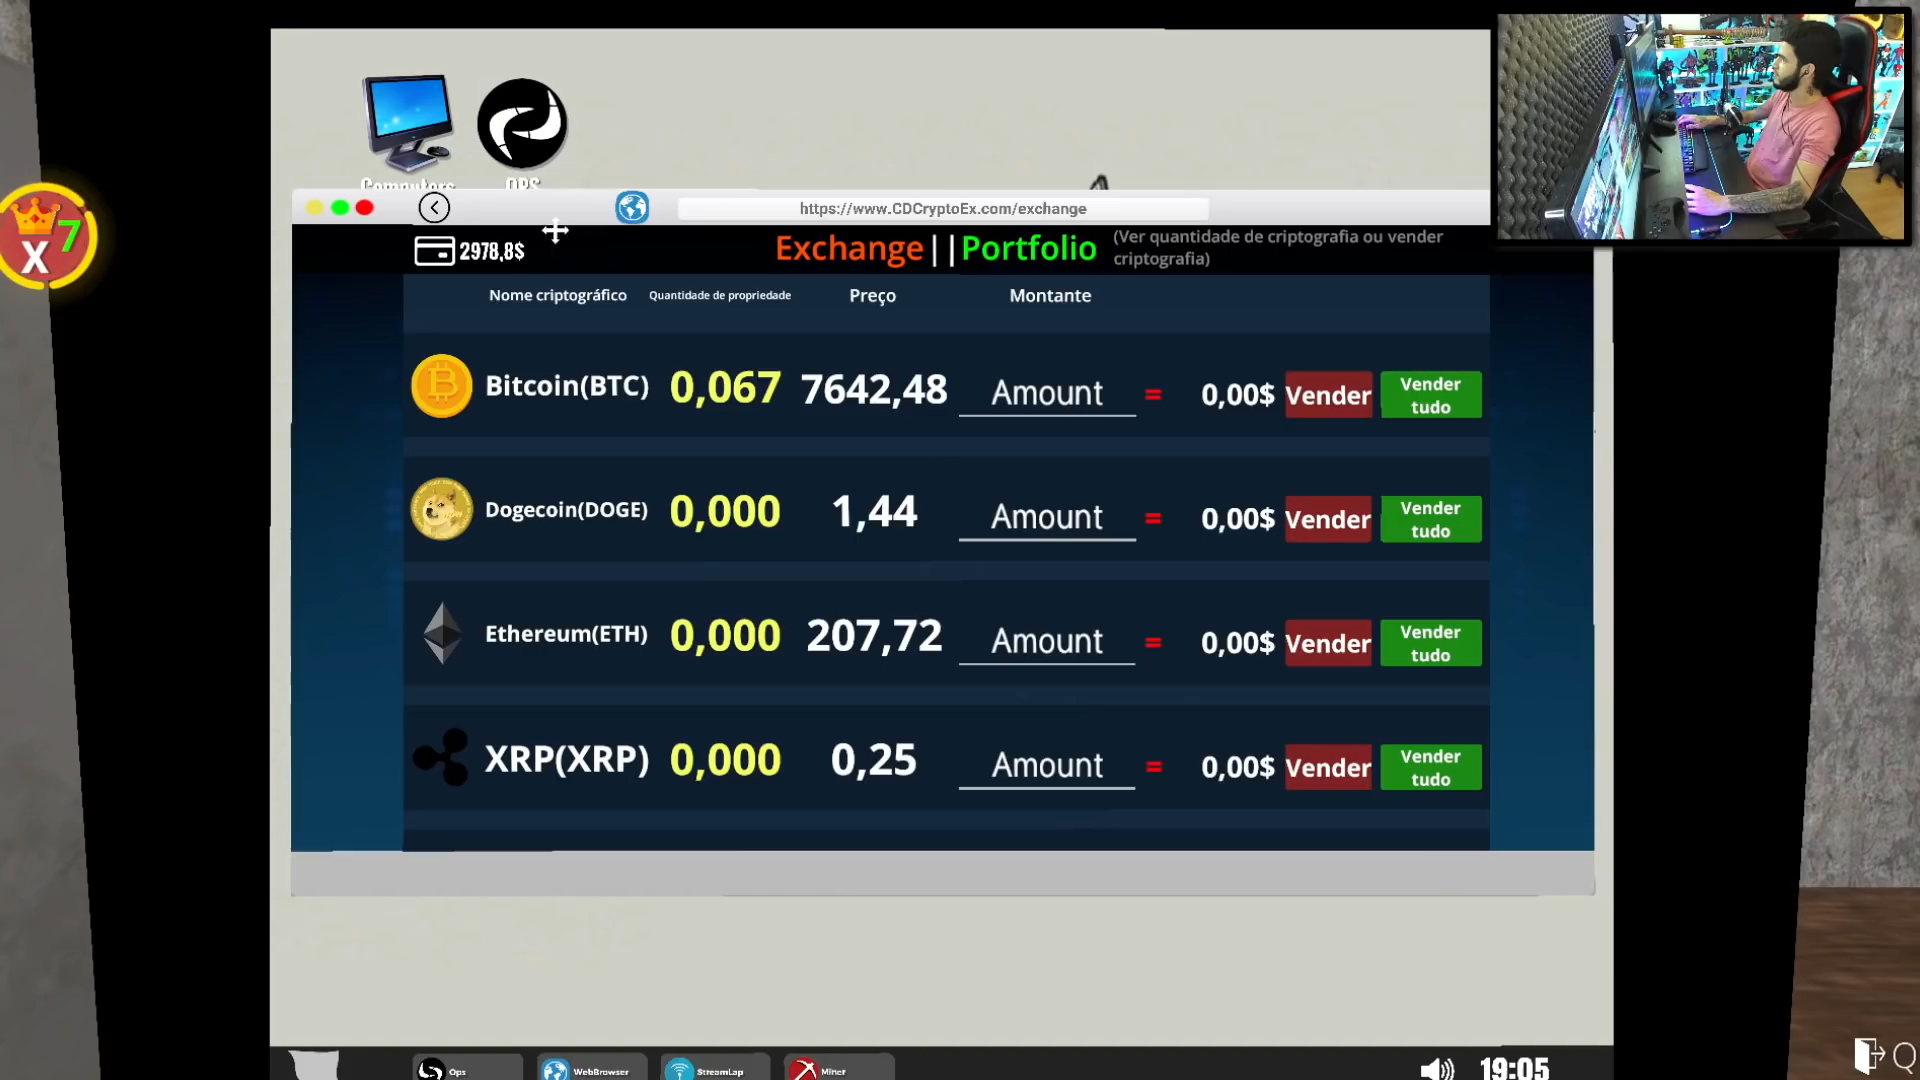 X 7
Computers OPS
https://www.CDCryptoEx.com/exchange
2978,8$ Exchange||Portfolio (Ver quantidade de criptografia ou vender
criptografia)
Nome criptográfico Quantidade de propriedade Preço Montante
Bitcoin(BTC) 0,067 7642,48 Amount = 0,00$ Vender Vender
tudo
Dogecoin(DOGE) 0,000 1,44 Amount = 0,00$ Vender Vender
tudo
Ethereum(ETH) 0,000 207,72 Amount = 0,00$ Vender Vender
tudo
XRP(XRP) 0,000 0,25 Amount = 0,00$ Vender Vender
tudo
Ops WebBrowser StreamLap Miner 19:05 Q